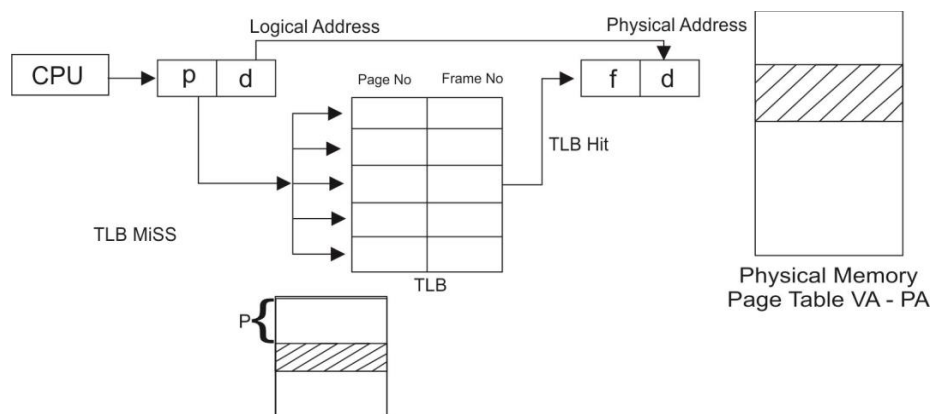 Logical Address
Physical Address
CPU
p d
Page No Frame No
f d
TLB Hit
TLB MiSS
TLB
Physical Memory
Page Table VA - PA
P{